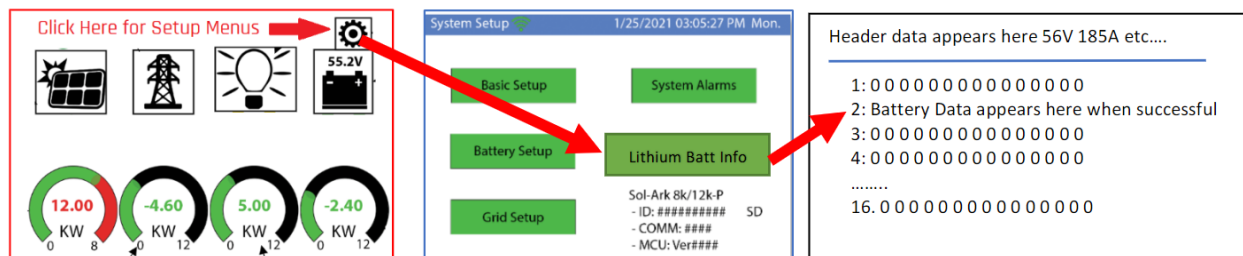 Click Here for Setup Menus
55.2V
- +
12.00
KW
0 8
-4.60
KW
0 12
5.00
KW
0 12
-2.40
KW
0 12
System Setup 1/25/2021 03:05:27 PM Mon.
Basic Setup
System Alarms
Battery Setup
Lithium Batt Info
Grid Setup
Sol-Ark 8k/12k-P
- ID: ########## SD
- COMM: ####
- MCU: Ver####
Header data appears here 56V 185A etc....
1: 0 0 0 0 0 0 0 0 0 0 0 0 0 0 0
2: Battery Data appears here when successful
3: 0 0 0 0 0 0 0 0 0 0 0 0 0 0 0
4: 0 0 0 0 0 0 0 0 0 0 0 0 0 0 0
........
16. 0 0 0 0 0 0 0 0 0 0 0 0 0 0 0